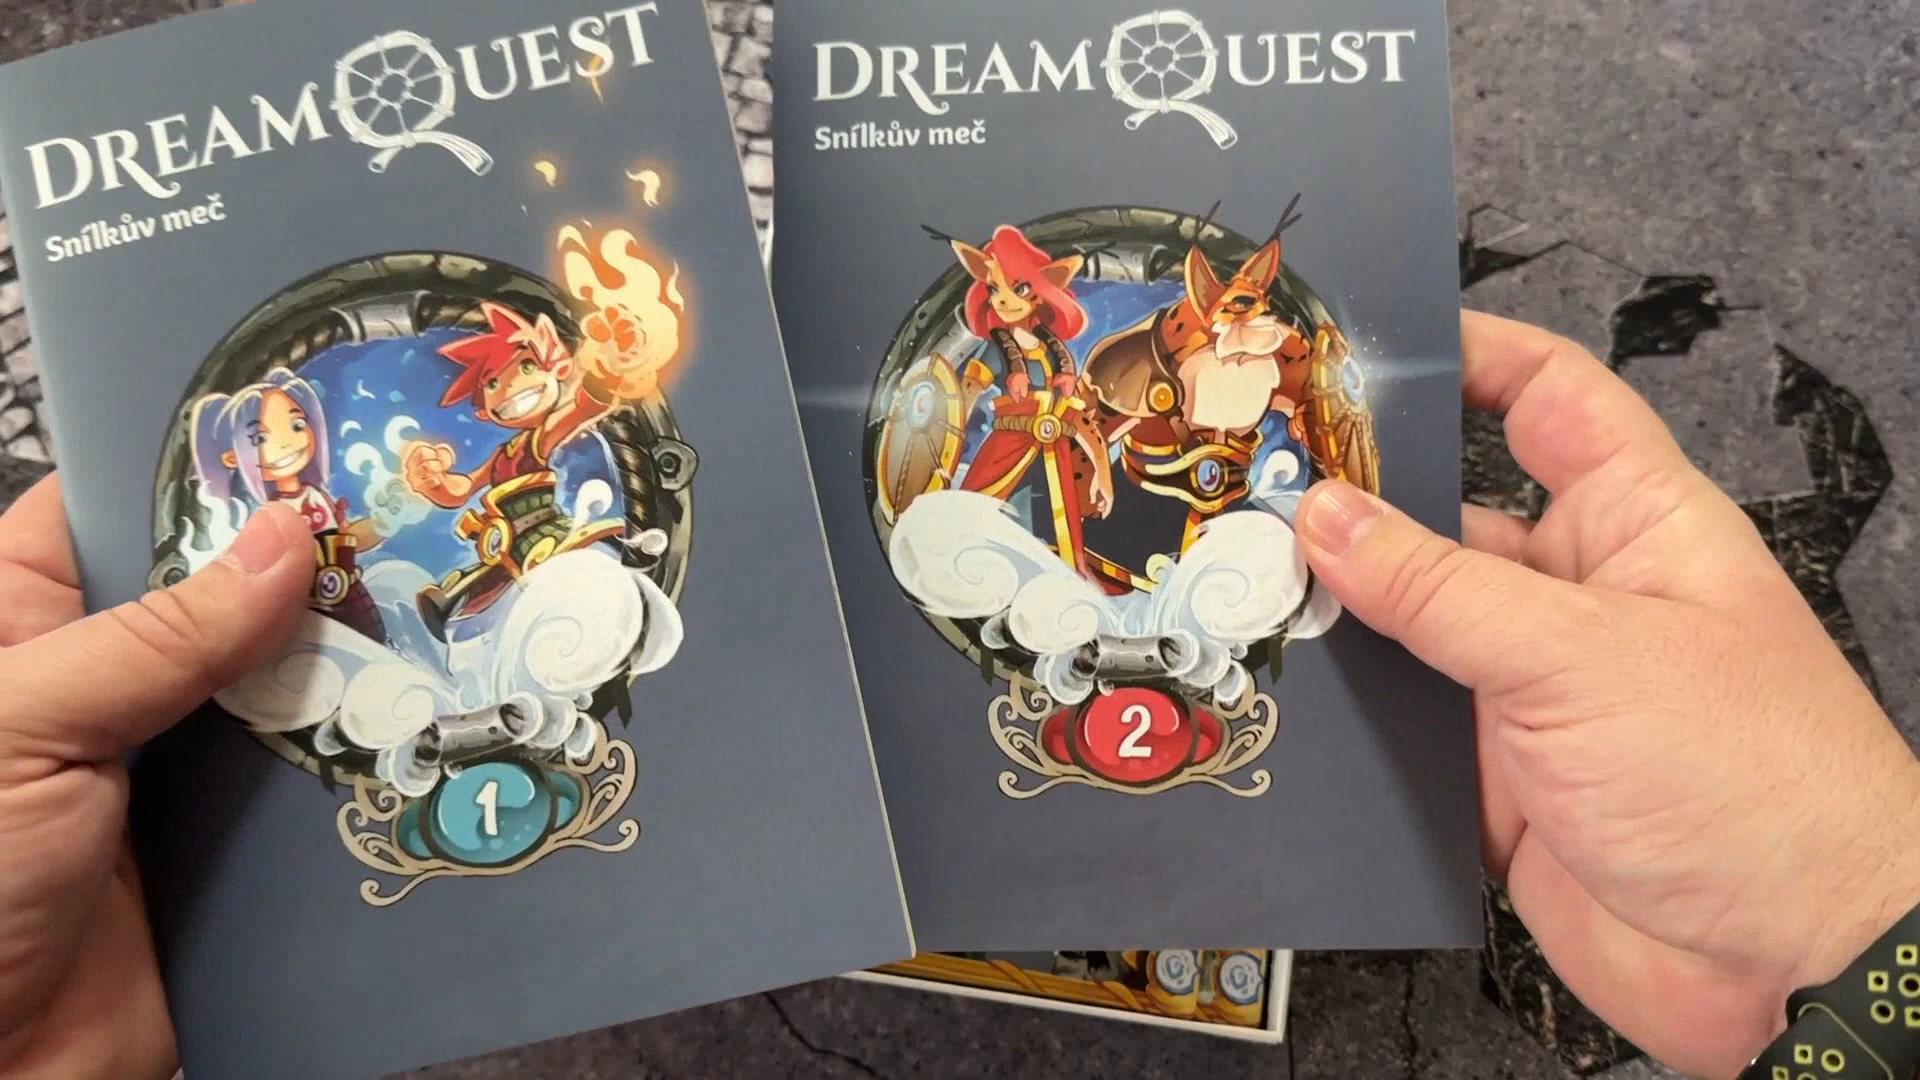 DREAMQUEST
Snílkův meč
1
DREAMQUEST
Snílkův meč
2